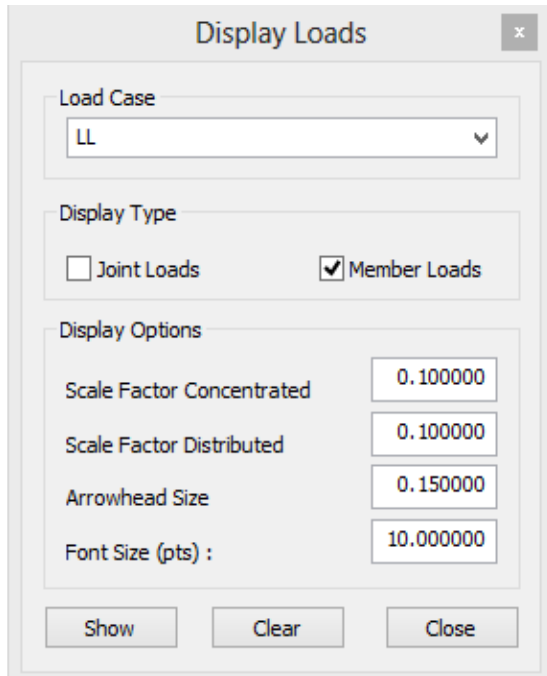 Display Loads
x
Load Case
LL
Display Type
Joint Loads
Member Loads
Display Options
Scale Factor Concentrated 0.100000
Scale Factor Distributed 0.100000
Arrowhead Size 0.150000
Font Size (pts) : 10.000000
Show Clear Close